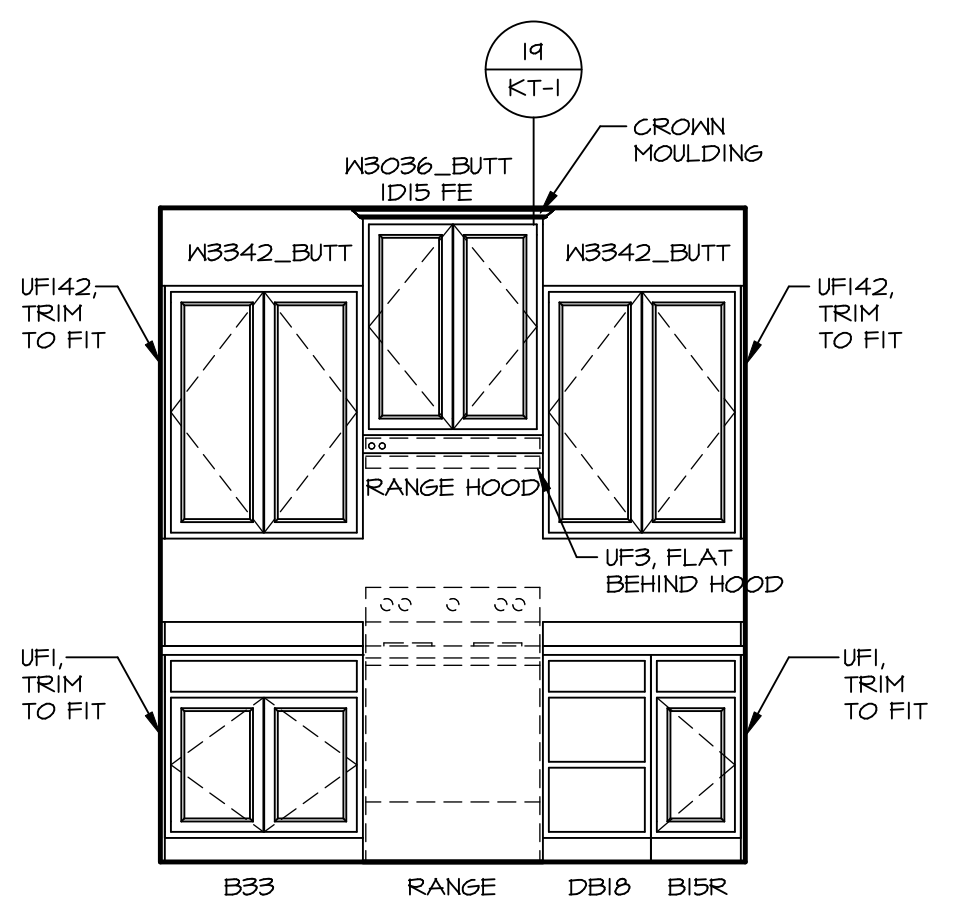 19
KT-1
CROWN
MOULDING
W3036_BUTT
1D15 FE
W3342_BUTT
W3342_BUTT
UF142,
TRIM
TO FIT
UF142,
TRIM
TO FIT
RANGE HOOD
UF3, FLAT
BEHIND HOOD
UF1,
TRIM
TO FIT
UF1,
TRIM
TO FIT
B33
RANGE
DB18
B15R